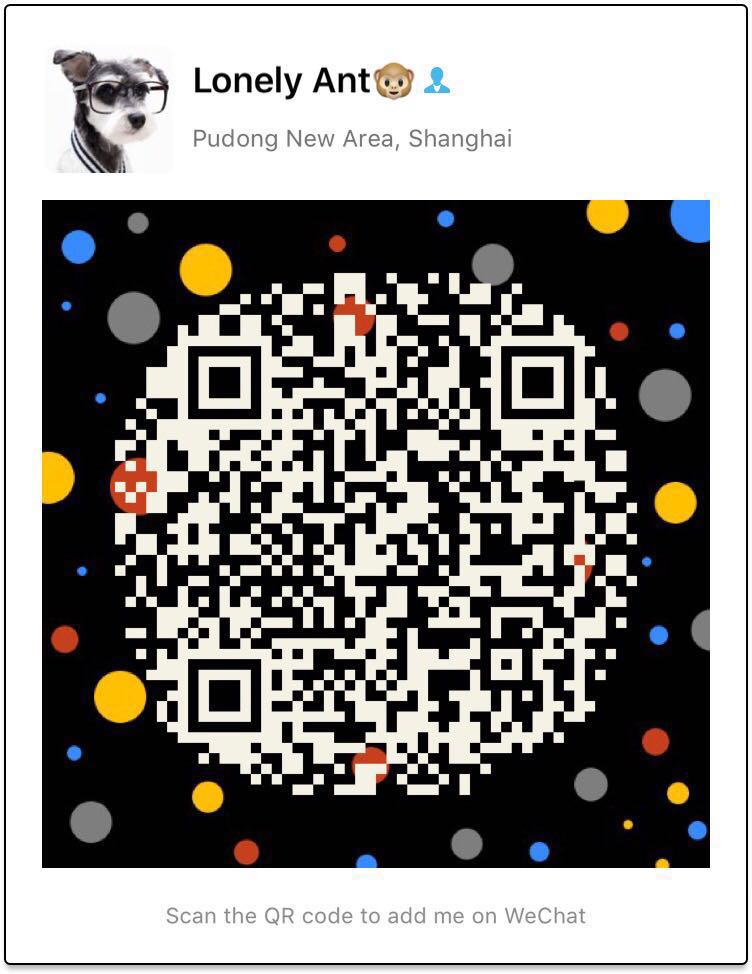 Lonely Ant🐵👤
Pudong New Area, Shanghai
Scan the QR code to add me on WeChat